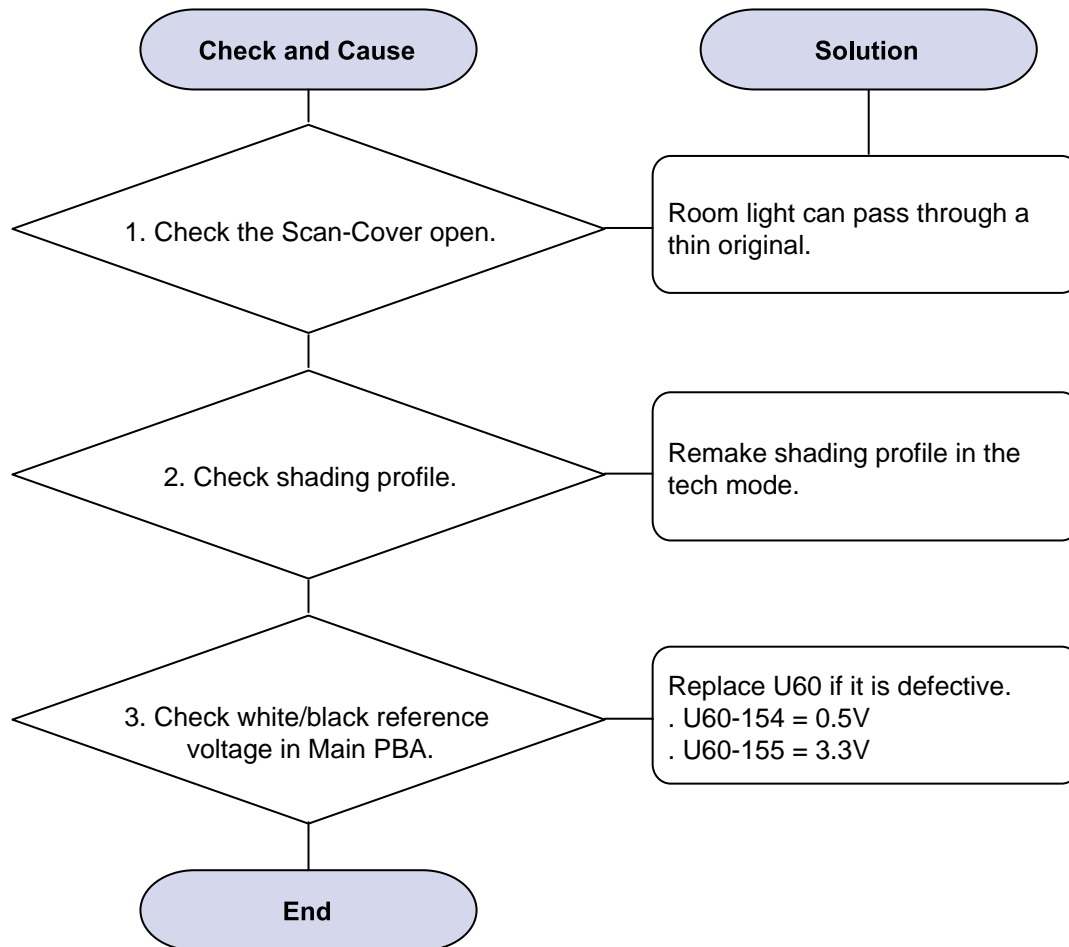 Check and Cause
Solution
1. Check the Scan-Cover open.
Room light can pass through a
thin original.
2. Check shading profile.
Remake shading profile in the
tech mode.
3. Check white/black reference
voltage in Main PBA.
Replace U60 if it is defective.
. U60-154 = 0.5V
. U60-155 = 3.3V
End